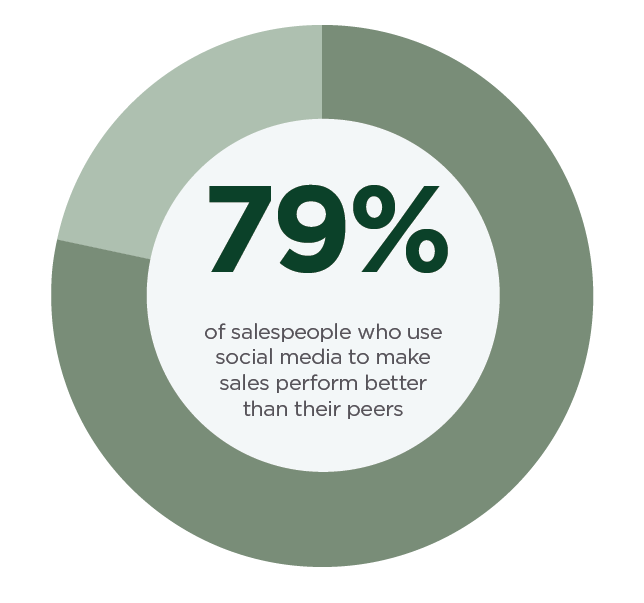 79%
of salespeople who use
social media to make
sales perform better
than their peers